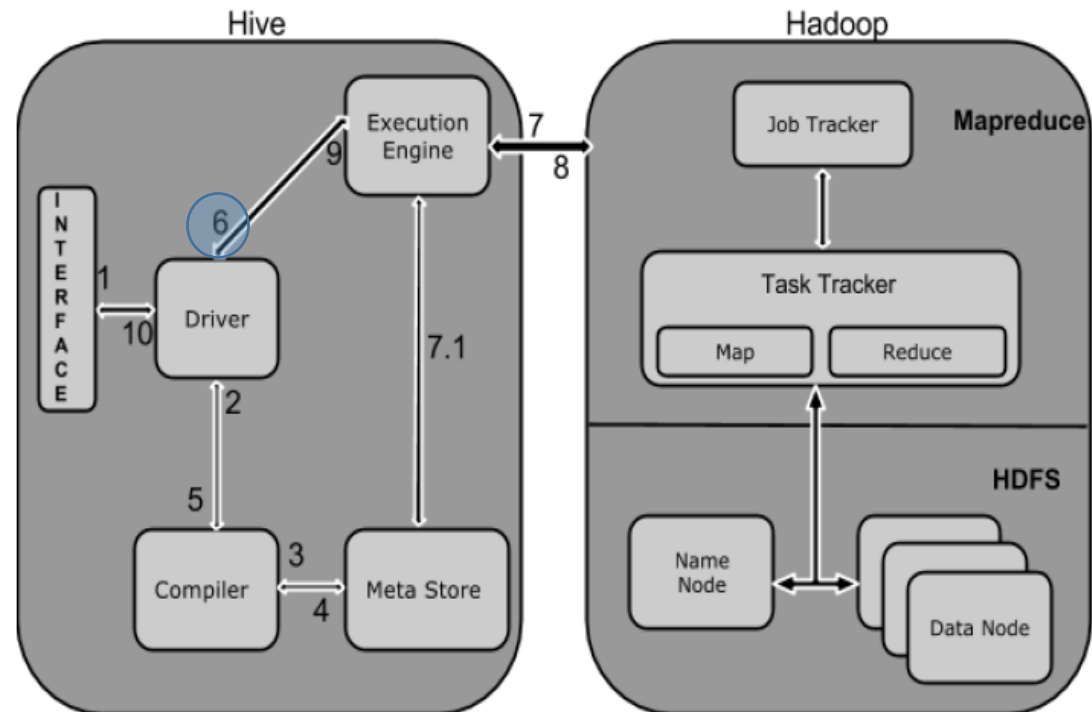 Hive
Hadoop
Execution
Engine
7
8
9
6
Job Tracker
Mapreduce
INTERFACE
1
10
Driver
Task Tracker
Map
Reduce
7.1
2
5
HDFS
3
4
Compiler
Meta Store
Name
Node
Data Node